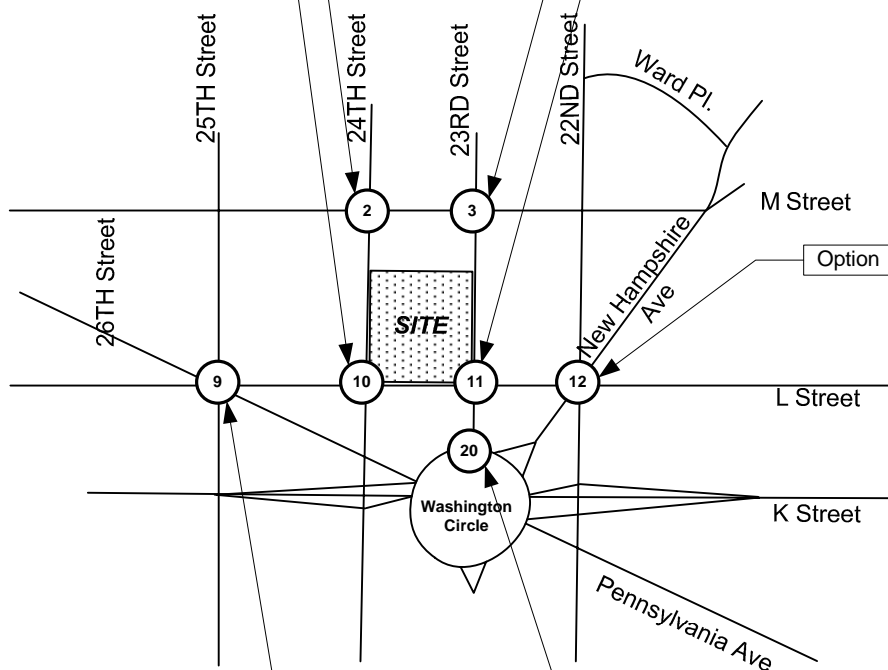 25TH Street
24TH Street
23RD Street
22ND Street
Ward Pl.
2
3
M Street
26TH Street
New Hampshire
Ave
Option
SITE
9
10
11
12
L Street
20
Washington
Circle
K Street
Pennsylvania Ave